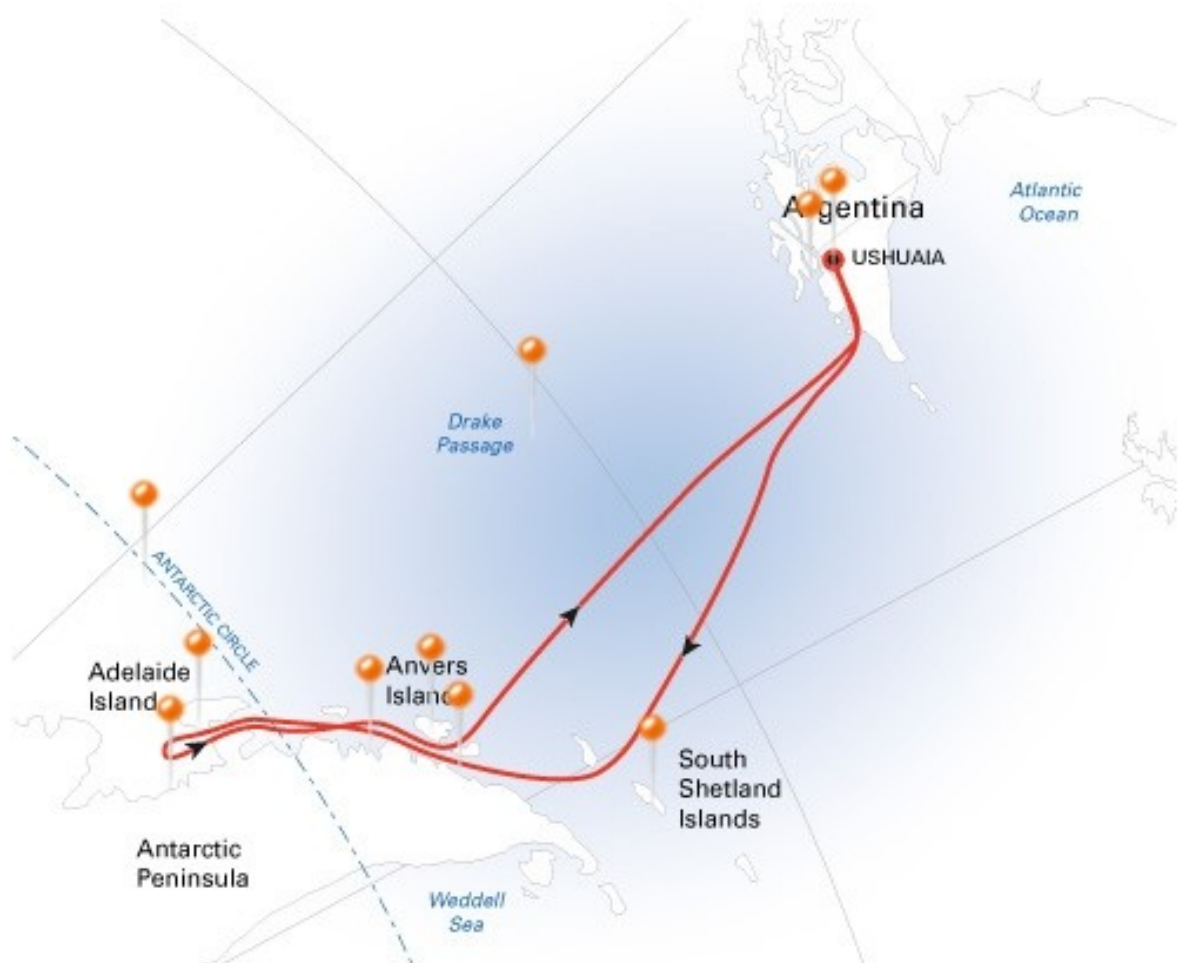 Argentina
USHUAIA
Atlantic
Ocean
Drake
Passage
ANTARCTIC CIRCLE
Adelaide
Island
Anvers
Island
South
Shetland
Islands
Antarctic
Peninsula
Weddell
Sea